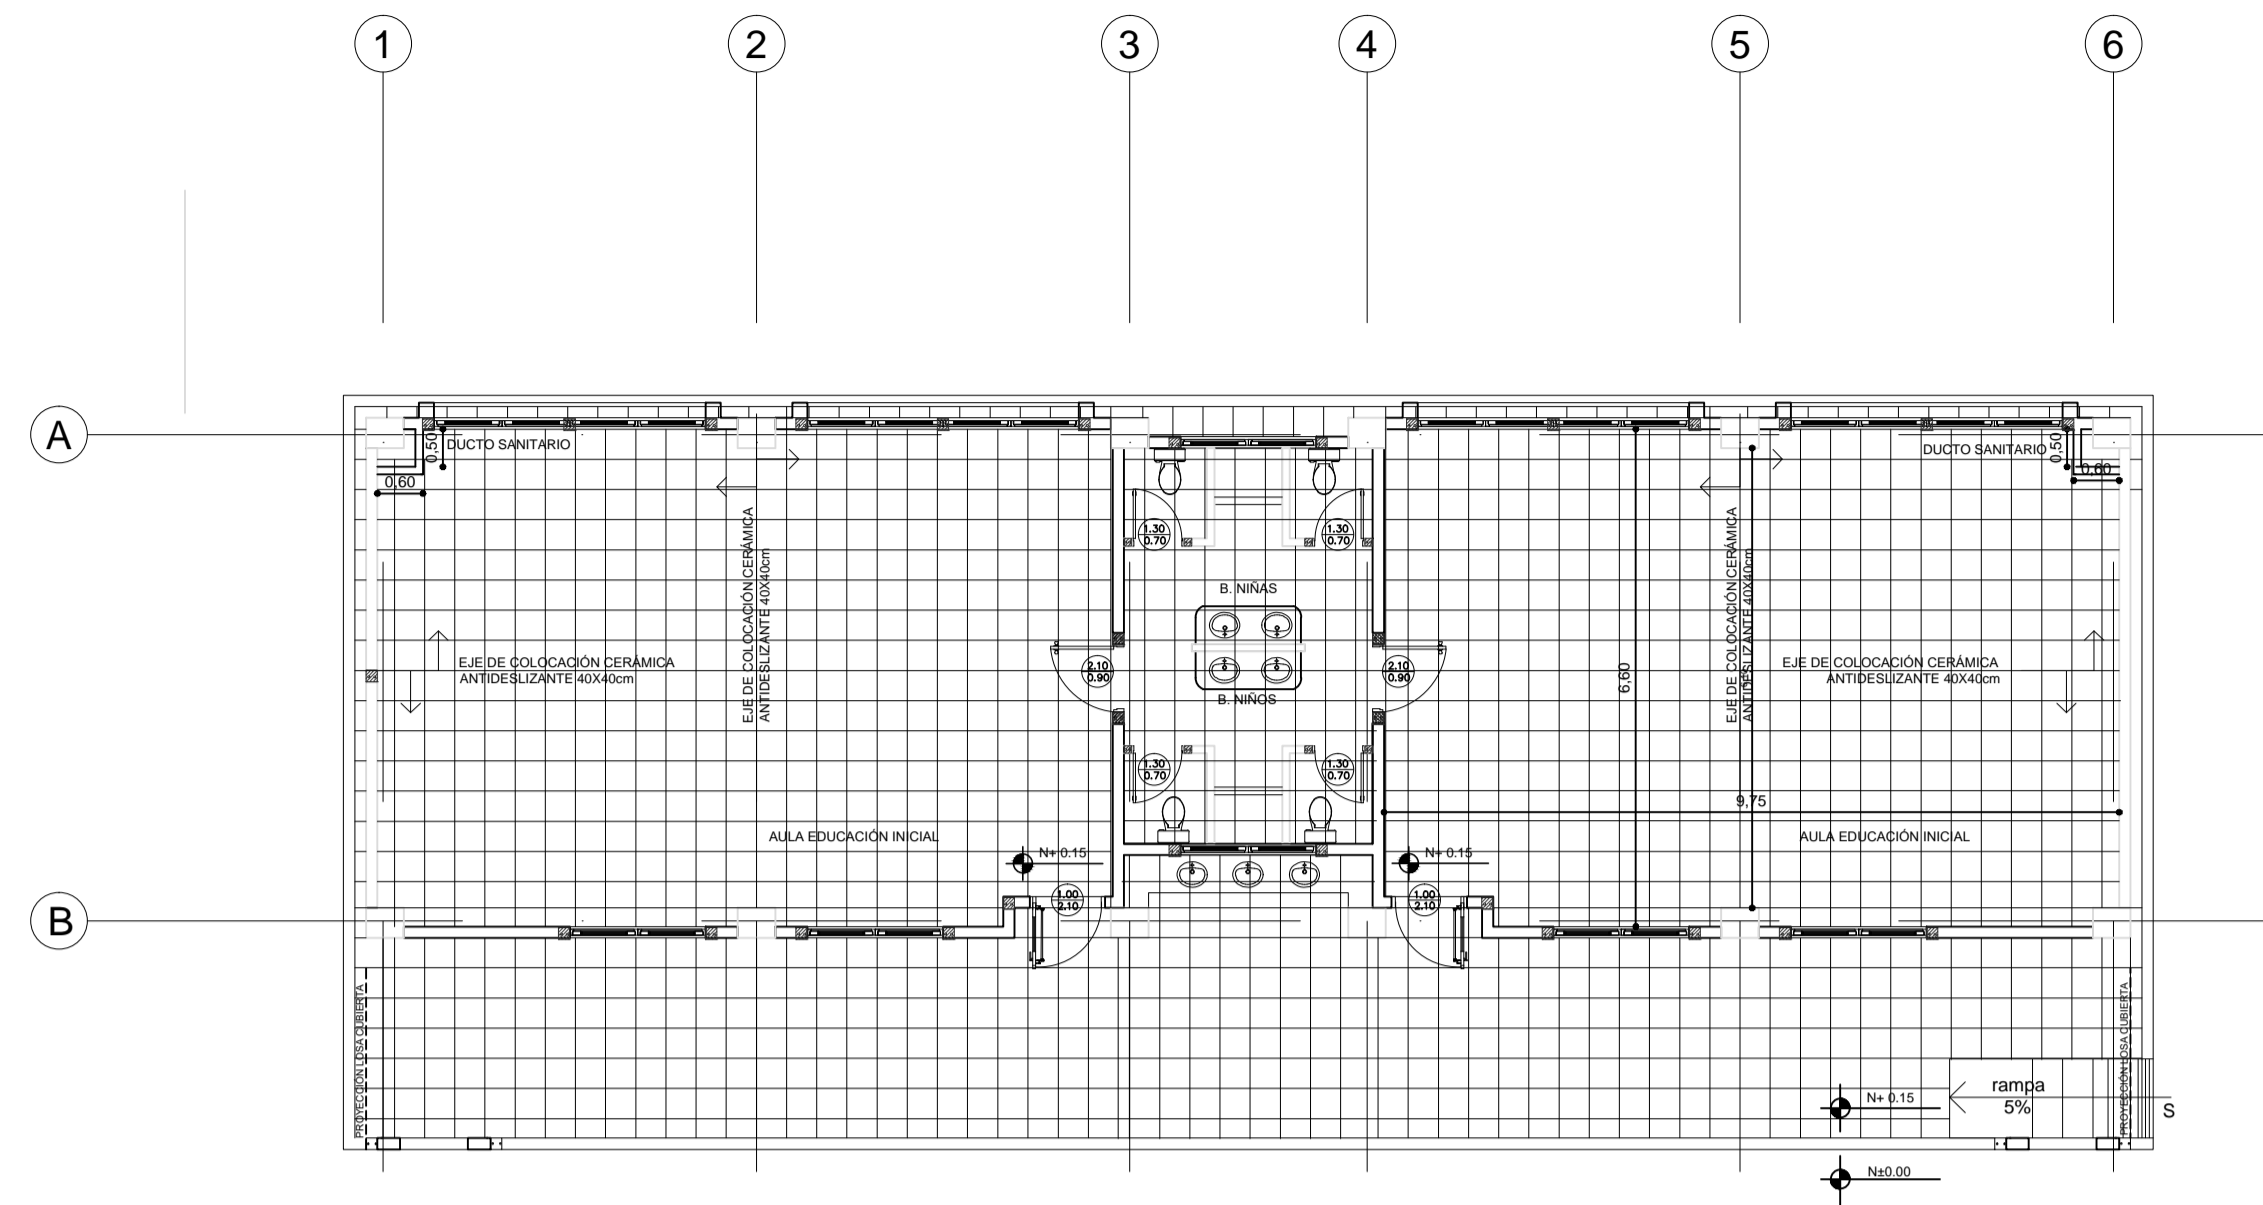 1
2
3
4
5
6
A
B
DUCTO SANITARIO
0,50
0,60
DUCTO SANITARIO
0,50
0,60
EJE DE COLOCACIÓN CERÁMICA
ANTIDESLIZANTE 40X40cm
EJE DE COLOCACIÓN CERÁMICA
ANTIDESLIZANTE 40X40cm
1.30
0.70
1.30
0.70
B. NIÑAS
2.10
0.90
2.10
0.90
B. NIÑOS
1.30
0.70
1.30
0.70
6,60
EJE DE COLOCACIÓN CERÁMICA
ANTIDESLIZANTE 40X40cm
EJE DE COLOCACIÓN CERÁMICA
ANTIDESLIZANTE 40X40cm
9,75
AULA EDUCACIÓN INICIAL
AULA EDUCACIÓN INICIAL
N+ 0.15
N+ 0.15
1.00
2.10
1.00
2.10
PROYECCIÓN LOSA CUBIERTA
PROYECCIÓN LOSA CUBIERTA
rampa
5%
S
N+ 0.15
N±0.00